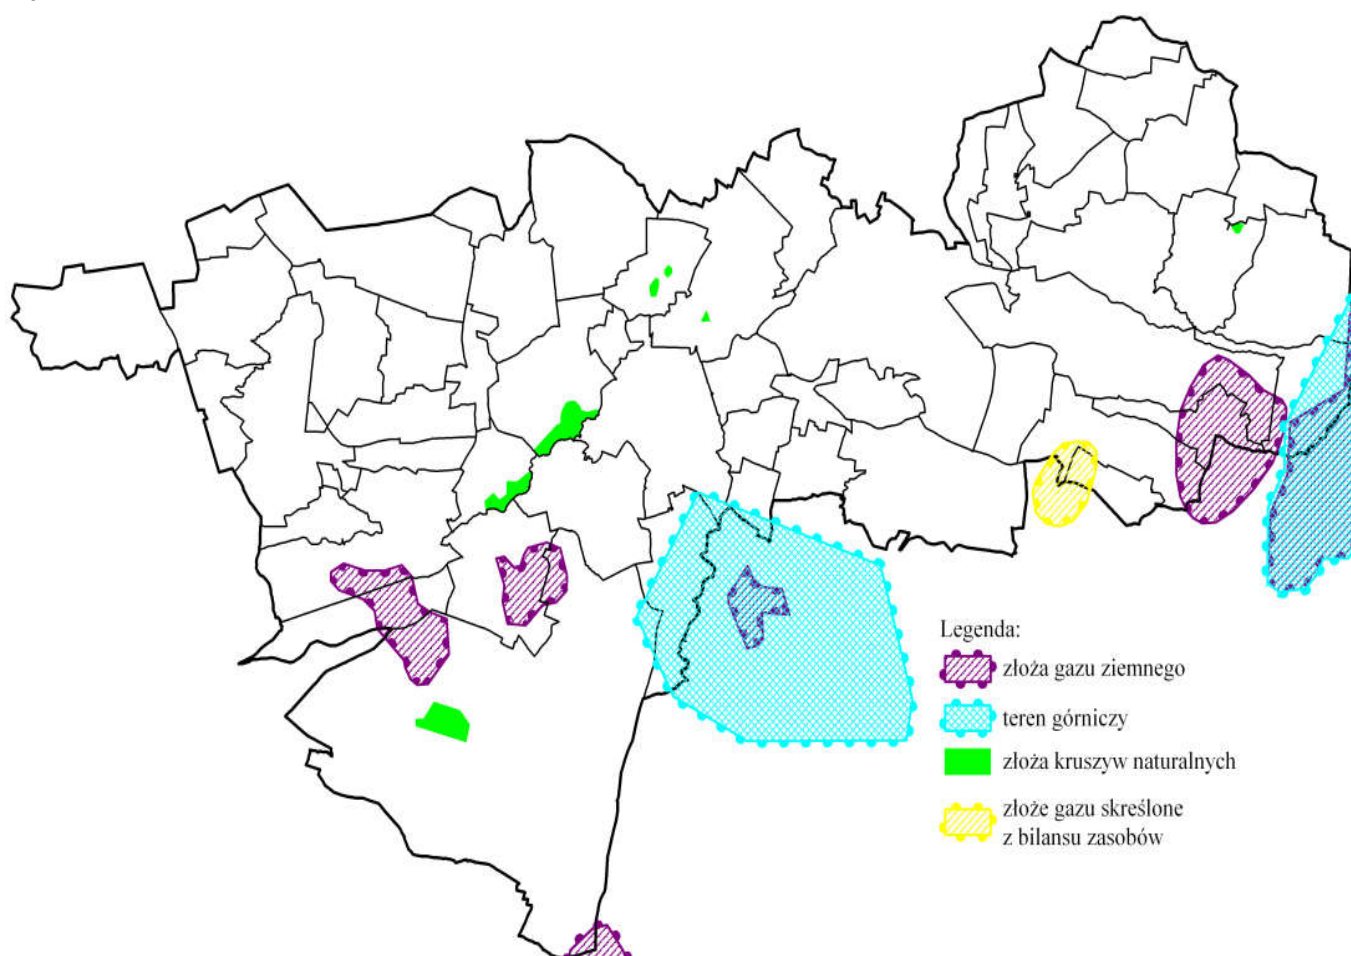 Legenda:
złoża gazu ziemnego
teren górniczy
złoża kruszyw naturalnych
złoże gazu skreślone
z bilansu zasobów